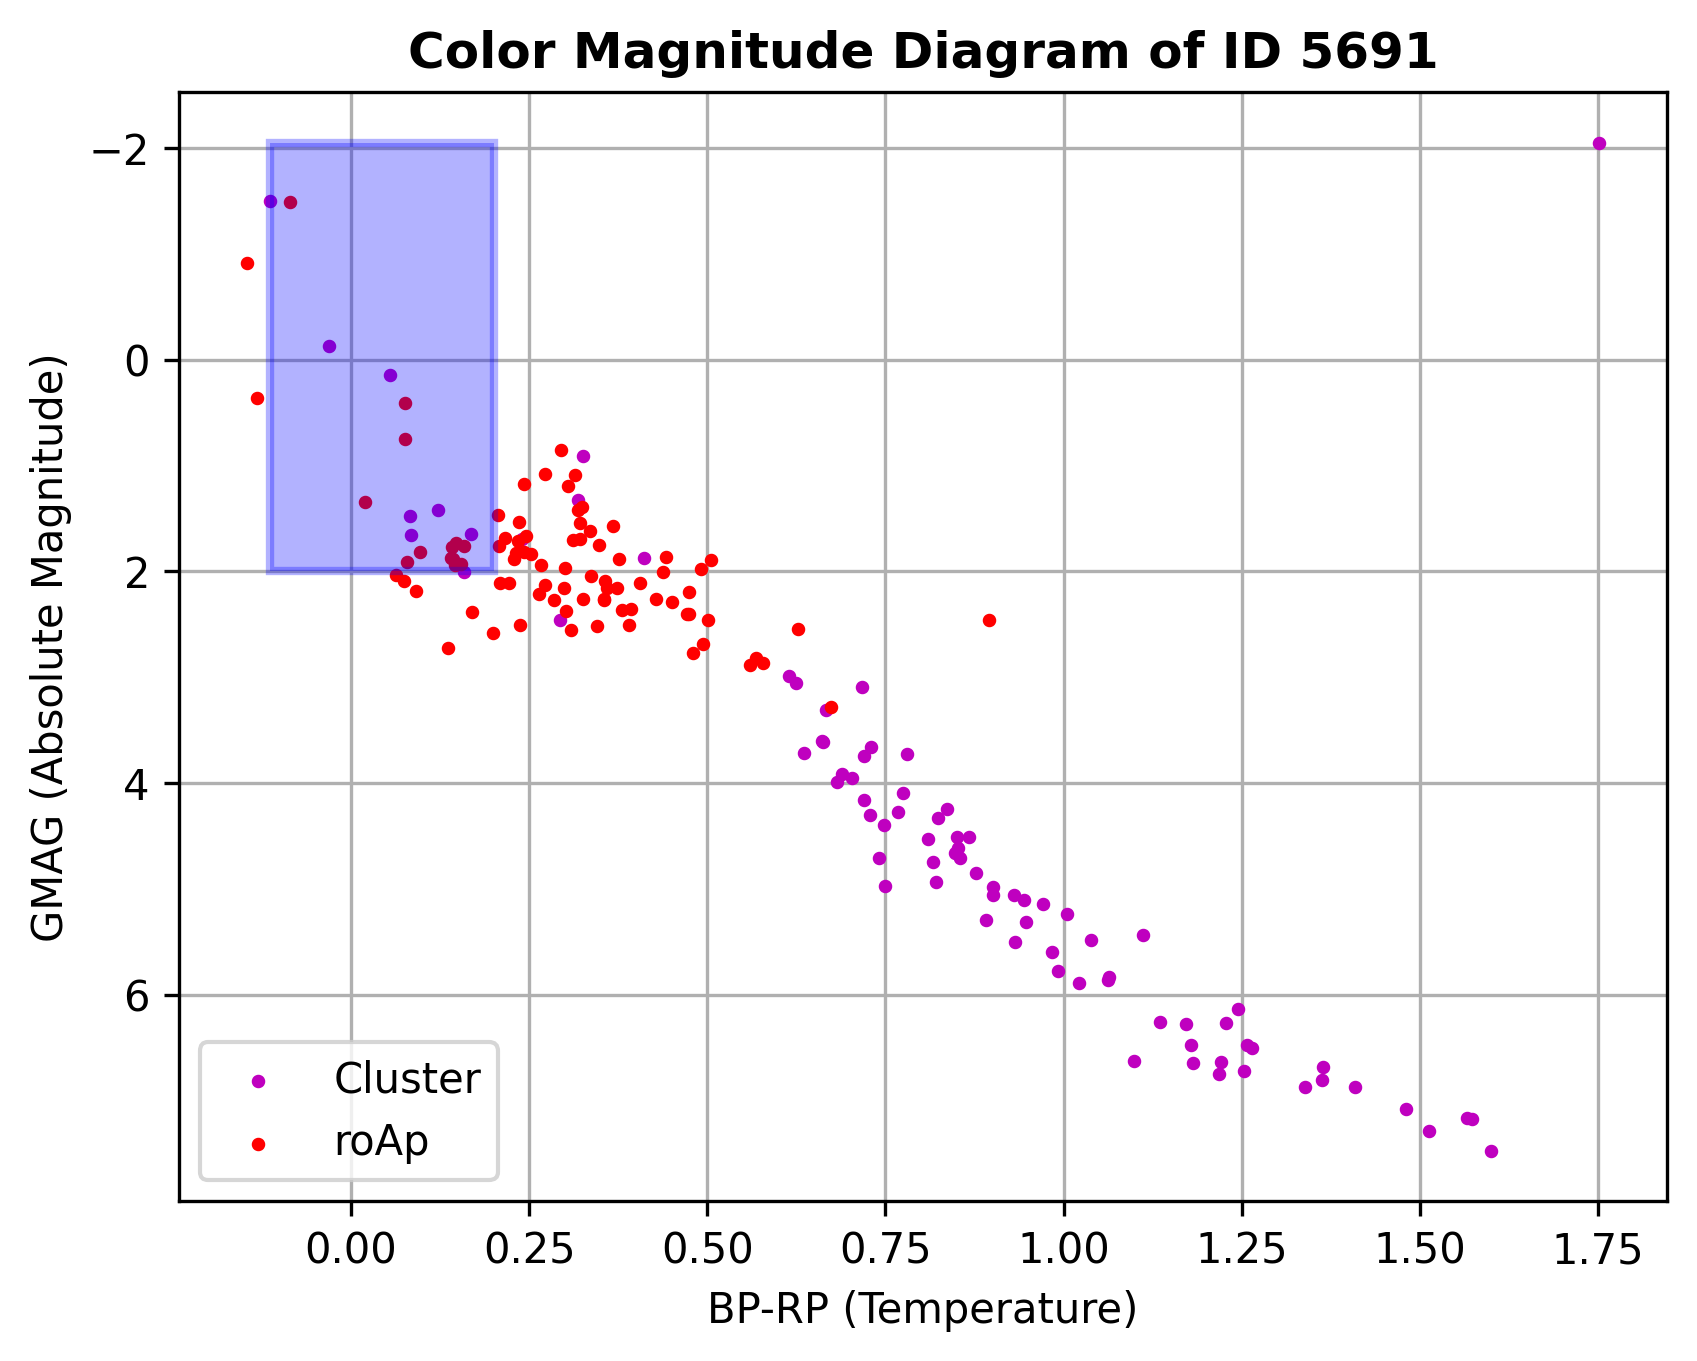 Color Magnitude Diagram of ID 5691
−2
0
2
4
6
GMAG (Absolute Magnitude)
Cluster
roAp
0.00 0.25 0.50 0.75 1.00 1.25 1.50 1.75
BP-RP (Temperature)